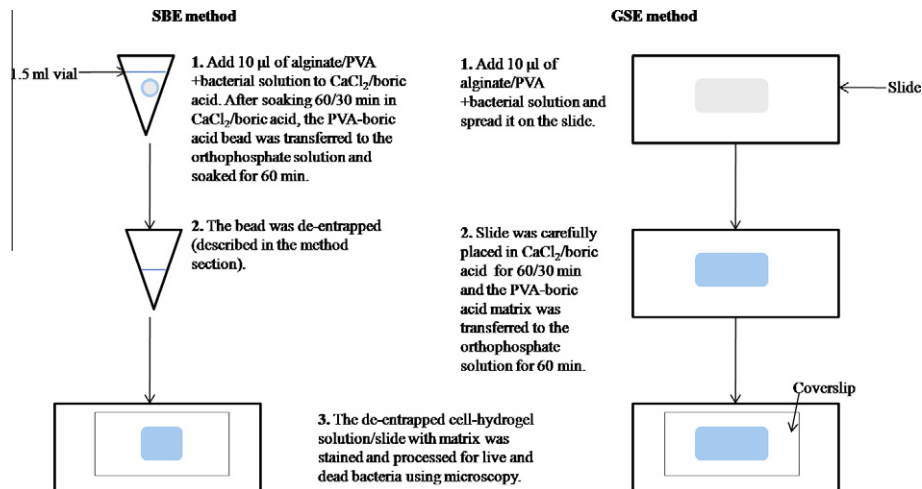 SBE method
1.5 ml vial
1. Add 10 µl of alginate/PVA
+bacterial solution to CaCl₂/boric
acid. After soaking 60/30 min in
CaCl₂/boric acid, the PVA-boric
acid bead was transferred to the
orthophosphate solution and
soaked for 60 min.
2. The bead was de-entrapped
(described in the method
section).
GSE method
1. Add 10 µl of
alginate/PVA
+bacterial solution and
spread it on the slide.
Slide
2. Slide was carefully
placed in CaCl₂/boric
acid for 60/30 min
and the PVA-boric
acid matrix was
transferred to the
orthophosphate
solution for 60 min.
Coverslip
3. The de-entrapped cell-hydrogel
solution/slide with matrix was
stained and processed for live and
dead bacteria using microscopy.